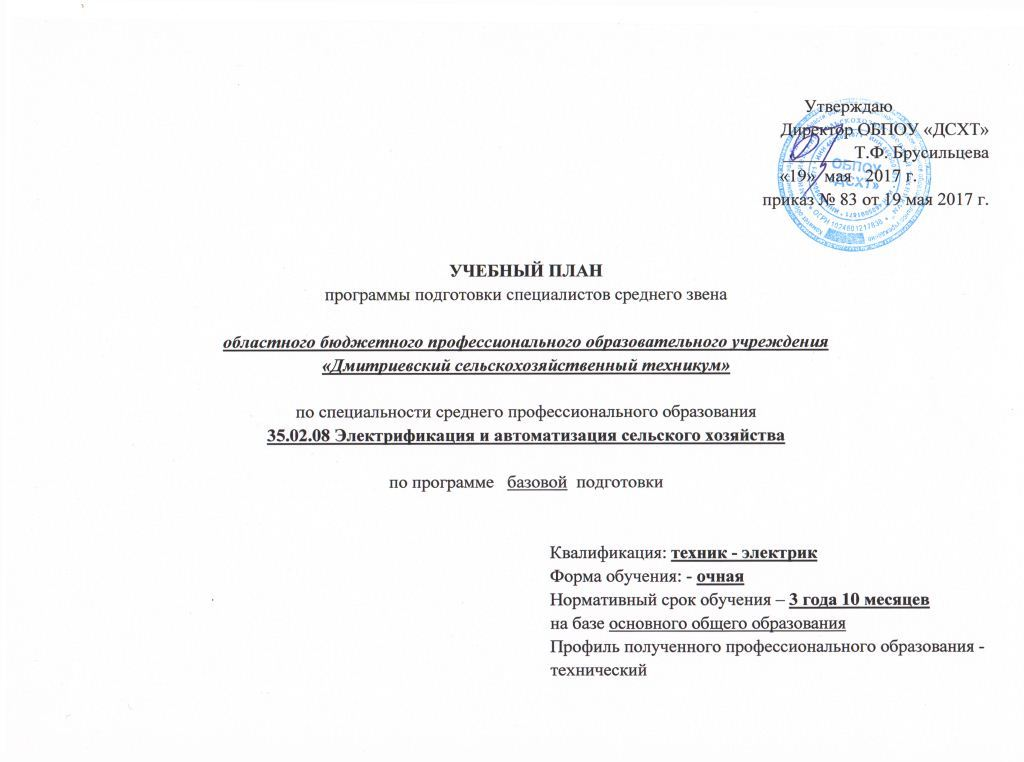 Утверждаю
Директор ОБПОУ «ДСХТ»
Т.Ф. Брусильцева
«19» мая 2017 г.
приказ № 83 от 19 мая 2017 г.
ОБПОУ
«ДСХТ»
УЧЕБНЫЙ ПЛАН
программы подготовки специалистов среднего звена
областного бюджетного профессионального образовательного учреждения
«Дмитриевский сельскохозяйственный техникум»
по специальности среднего профессионального образования
35.02.08 Электрификация и автоматизация сельского хозяйства
по программе базовой подготовки
Квалификация: техник - электрик
Форма обучения: - очная
Нормативный срок обучения – 3 года 10 месяцев
на базе основного общего образования
Профиль полученного профессионального образования -
технический